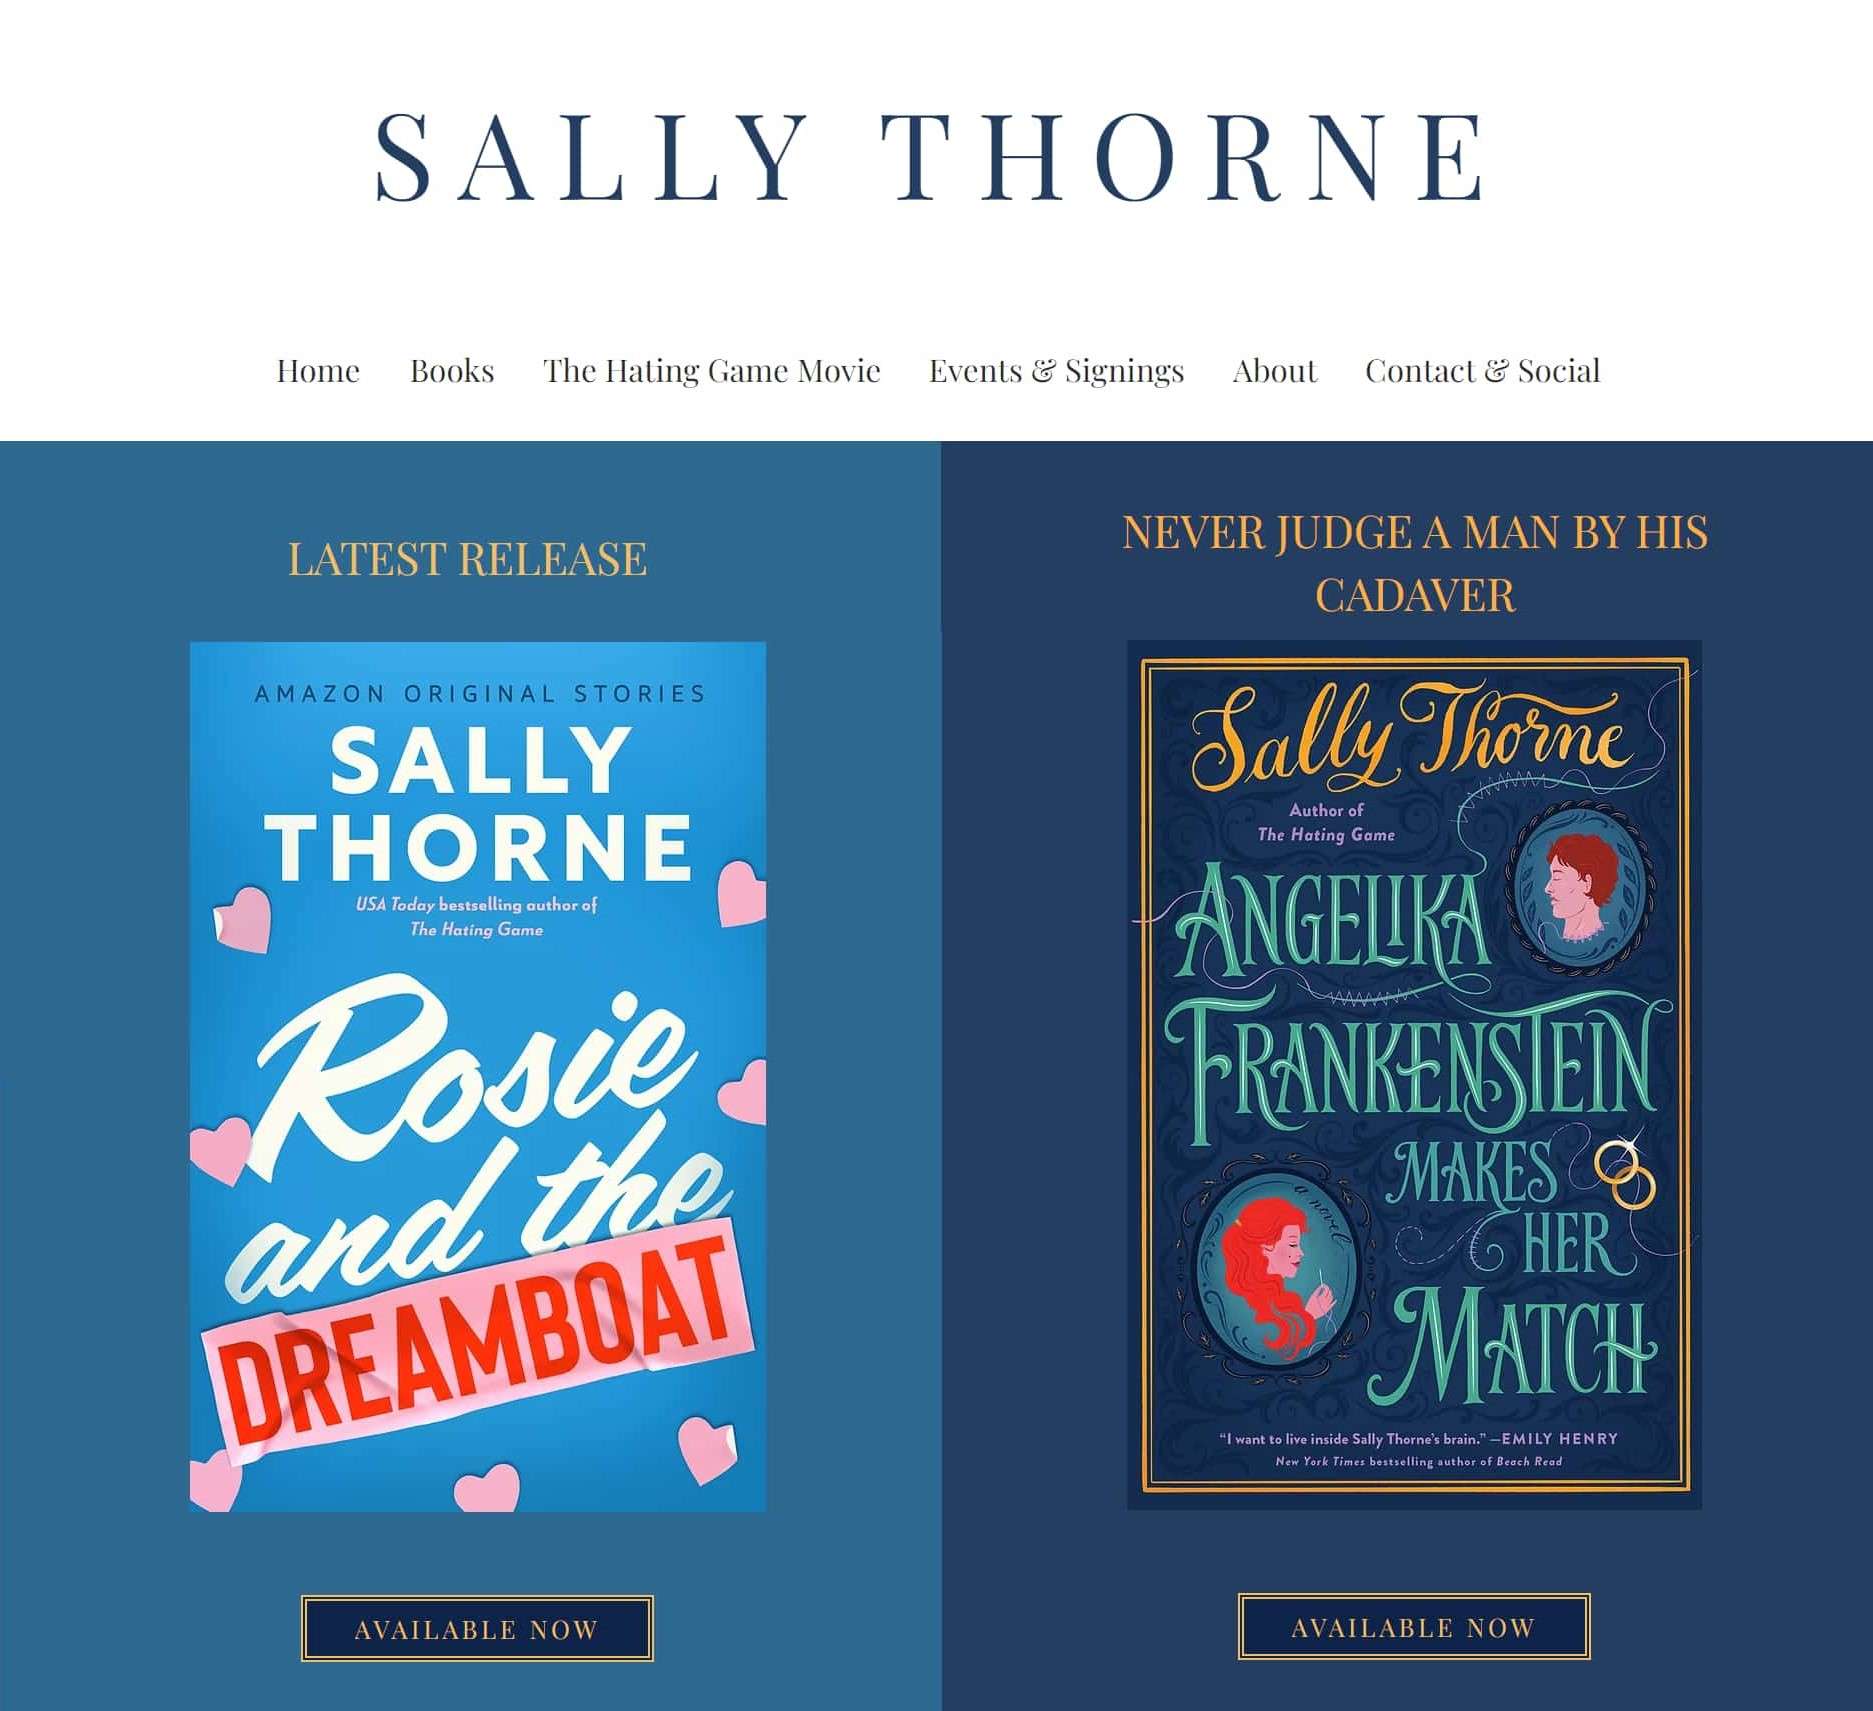 SALLY THORNE
Home Books The Hating Game Movie Events & Signings About Contact & Social
LATEST RELEASE
AMAZON ORIGINAL STORIES
SALLY
THORNE
USA Today bestselling author of
The Hating Game
Rosie
and the
DREAMBOAT
AVAILABLE NOW
NEVER JUDGE A MAN BY HIS
CADAVER
Sally Thorne
Author of
The Hating Game
ANGELIKA
FRANKENSTEIN
MAKES
HER
MATCH
a novel
“I want to live inside Sally Thorne’s brain.” —EMILY HENRY
New York Times bestselling author of Beach Read
AVAILABLE NOW